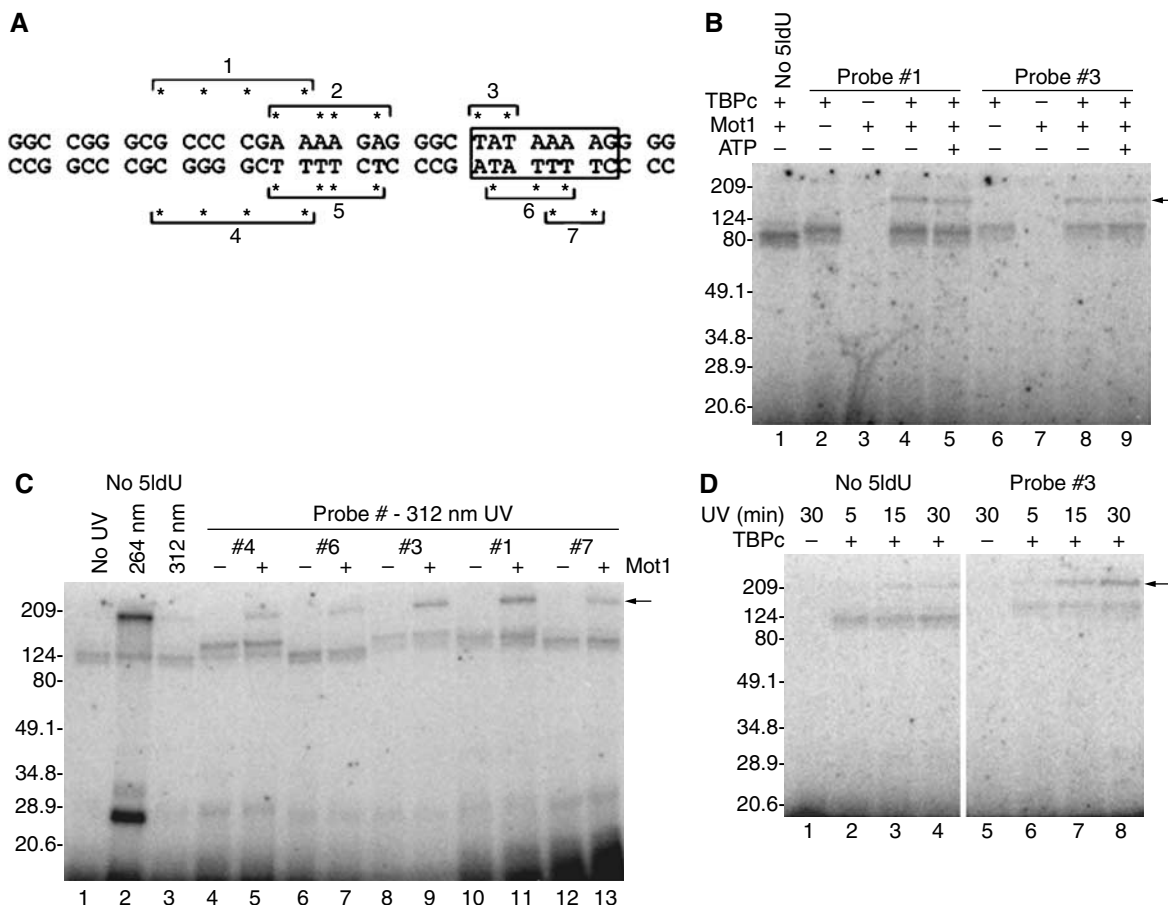 A
1
2
3
* * * *
* ** *
* *
GGC CCG GCG CCC CGA AAA GAG GGC TAT AAA AGG GG
CCG GCC CGC GGG GCT TTT CTC CCG ATA TTT TCC CC
* * * *
* ** *
* * *
* *
4
5
6
7
B
No 5IdU
Probe #1
Probe #3
TBPc + + – + + + – + +
Mot1 + – + + + – + + +
ATP – – – – + – – – +
209-
124-
80-
49.1-
34.8-
28.9-
20.6-
1 2 3 4 5 6 7 8 9
C
No 5IdU
No UV
264 nm
312 nm
Probe # - 312 nm UV
#4 #6 #3 #1 #7
– + – + – + – + – + Mot1
209-
124-
80-
49.1-
34.8-
28.9-
20.6-
1 2 3 4 5 6 7 8 9 10 11 12 13
D
No 5IdU
Probe #3
UV (min) 30 5 15 30 30 5 15 30
TBPc – + + + – + + +
209-
124-
80-
49.1-
34.8-
28.9-
20.6-
1 2 3 4 5 6 7 8